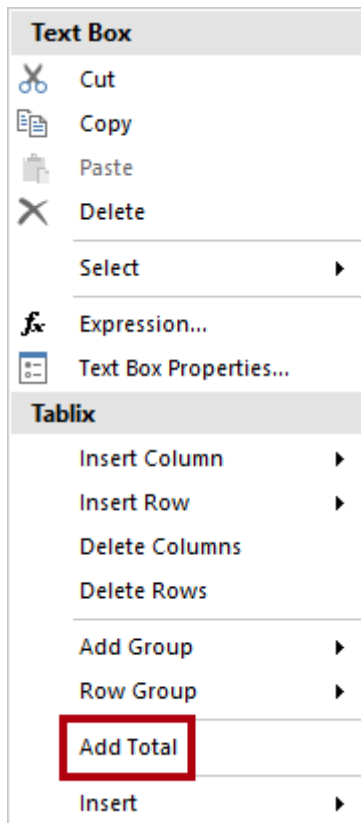 Text Box
Cut
Copy
Paste
Delete
Select
fx Expression...
Text Box Properties...
Tablix
Insert Column
Insert Row
Delete Columns
Delete Rows
Add Group
Row Group
Add Total
Insert